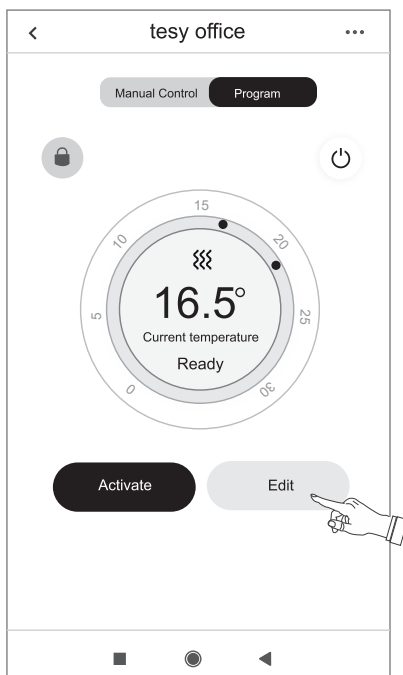 tesy office
Manual Control Program
15
10 20
5 25
0 30
16.5°
Current temperature
Ready
Activate Edit